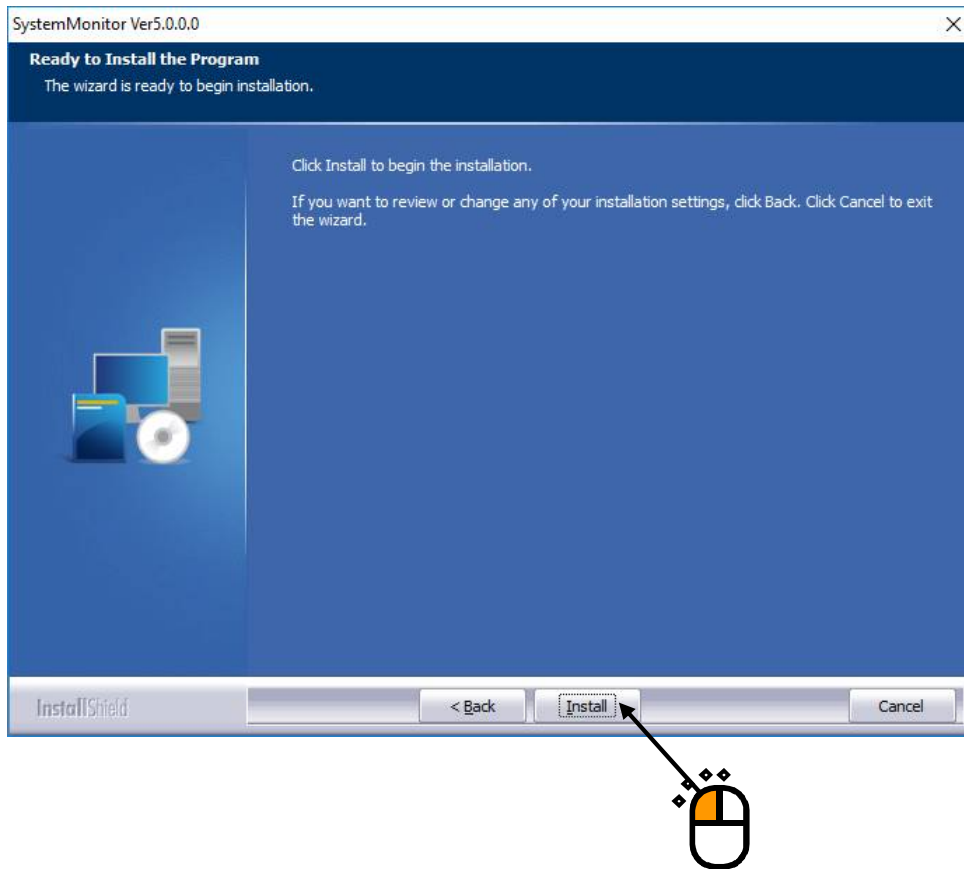 SystemMonitor Ver5.0.0.0
Ready to Install the Program
The wizard is ready to begin installation.
Click Install to begin the installation.
If you want to review or change any of your installation settings, click Back. Click Cancel to exit
the wizard.
InstallShield
< Back Install Cancel